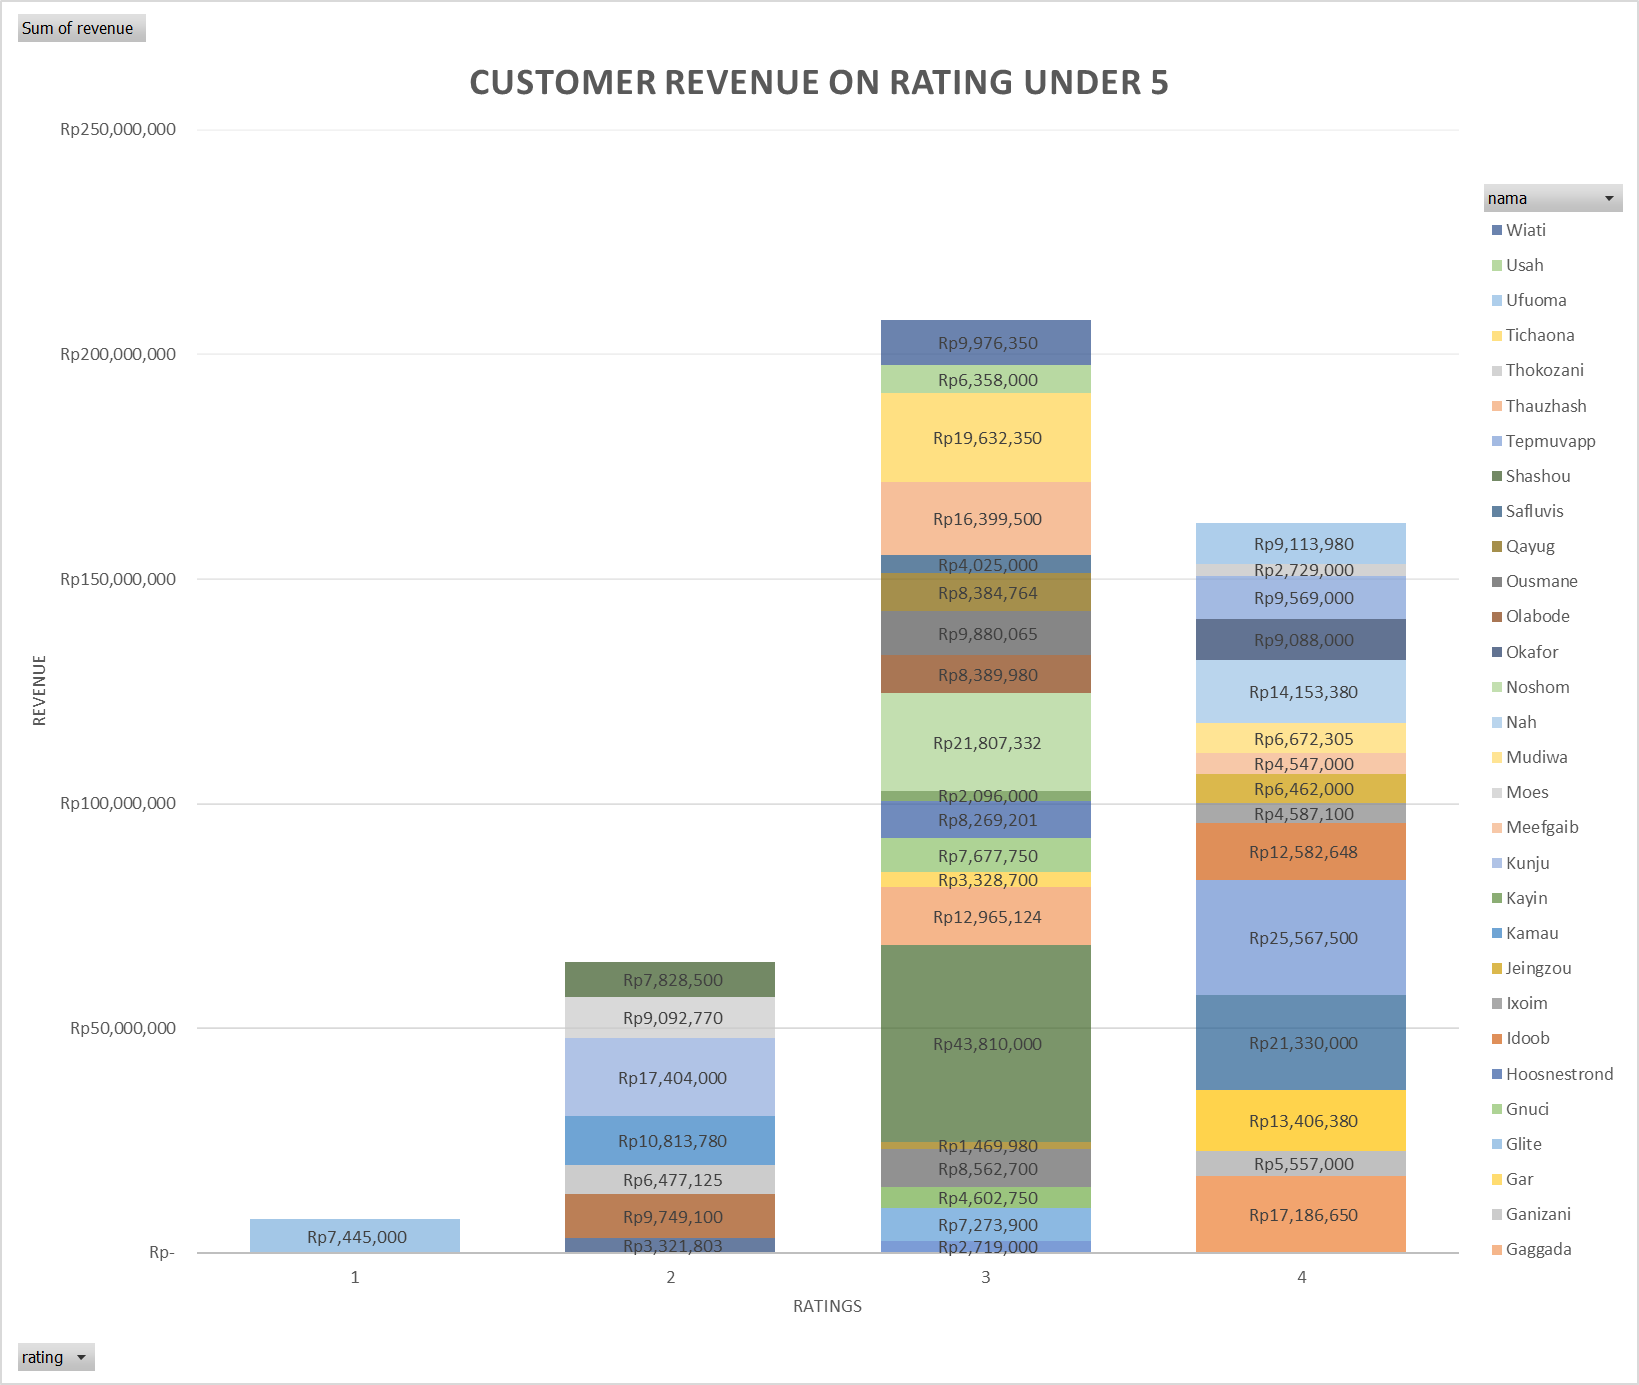 Sum of revenue
CUSTOMER REVENUE ON RATING UNDER 5
Rp250,000,000
Rp200,000,000
Rp150,000,000
Rp100,000,000
Rp50,000,000
Rp-
REVENUE
Rp7,445,000
Rp7,828,500
Rp9,092,770
Rp17,404,000
Rp10,813,780
Rp6,477,125
Rp9,749,100
Rp3,321,803
Rp9,976,350
Rp6,358,000
Rp19,632,350
Rp16,399,500
Rp4,025,000
Rp8,384,764
Rp9,880,065
Rp8,389,980
Rp21,807,332
Rp2,096,000
Rp8,269,201
Rp7,677,750
Rp3,328,700
Rp12,965,124
Rp43,810,000
Rp1,469,980
Rp8,562,700
Rp4,602,750
Rp7,273,900
Rp2,719,000
Rp9,113,980
Rp2,729,000
Rp9,569,000
Rp9,088,000
Rp14,153,380
Rp6,672,305
Rp4,547,000
Rp6,462,000
Rp4,587,100
Rp12,582,648
Rp25,567,500
Rp21,330,000
Rp13,406,380
Rp5,557,000
Rp17,186,650
1 2 3 4
RATINGS
nama
Wiati
Usah
Ufuoma
Tichaona
Thokozani
Thauzhash
Tepmuvapp
Shashou
Safluvis
Qayug
Ousmane
Olabode
Okafor
Noshom
Nah
Mudiwa
Moes
Meefgaib
Kunju
Kayin
Kamau
Jeingzou
Ixoim
Idoob
Hoosnestrond
Gnuci
Glite
Gar
Ganizani
Gaggada
rating